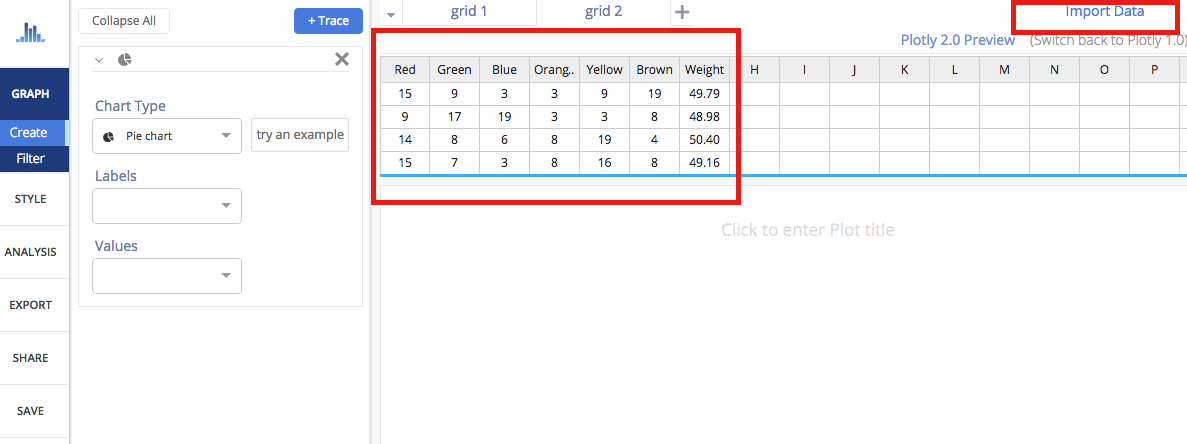 Collapse All
+ Trace
grid 1
grid 2
+
Import Data
Plotly 2.0 Preview (Switch back to Plotly 1.0)
Red Green Blue Orang.. Yellow Brown Weight H I J K L M N O P
15 9 3 3 9 19 49.79
9 17 19 3 3 8 48.98
14 8 6 8 19 4 50.40
15 7 3 8 16 8 49.16
GRAPH
Create
Filter
STYLE
ANALYSIS
EXPORT
SHARE
SAVE
Chart Type
Pie chart
try an example
Labels
Values
Click to enter Plot title